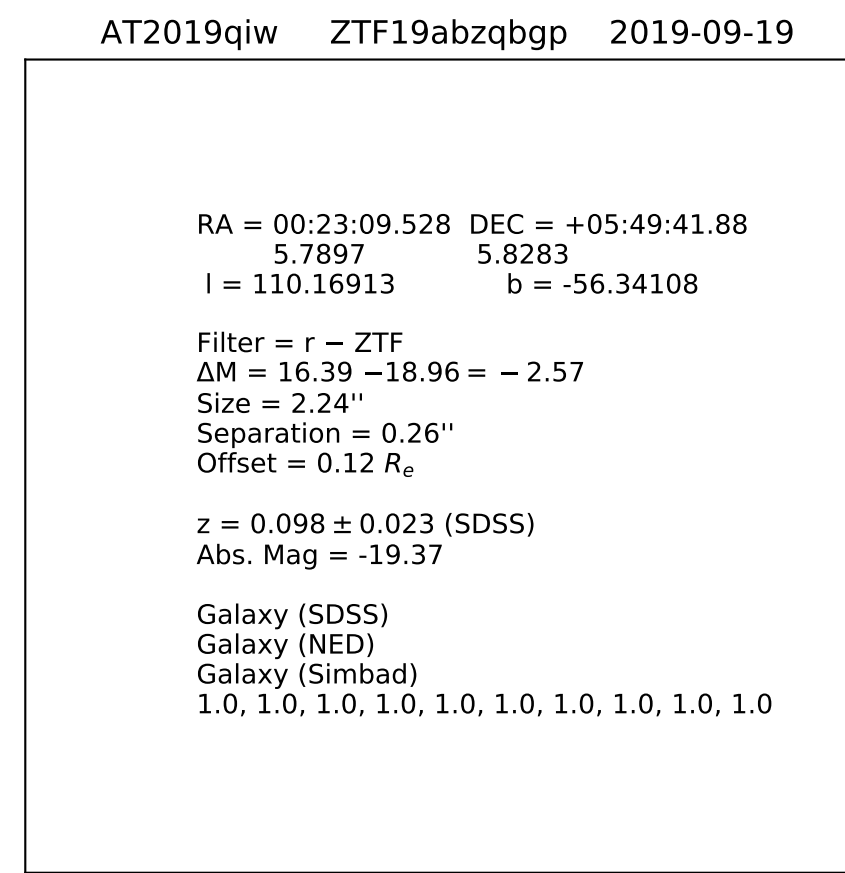 AT2019qiw ZTF19abzqbgp 2019-09-19
RA = 00:23:09.528 DEC = +05:49:41.88
5.7897 5.8283
l = 110.16913 b = -56.34108
Filter = r − ZTF
ΔM = 16.39 −18.96 = − 2.57
Size = 2.24''
Separation = 0.26''
Offset = 0.12 Re
z = 0.098 ± 0.023 (SDSS)
Abs. Mag = -19.37
Galaxy (SDSS)
Galaxy (NED)
Galaxy (Simbad)
1.0, 1.0, 1.0, 1.0, 1.0, 1.0, 1.0, 1.0, 1.0, 1.0